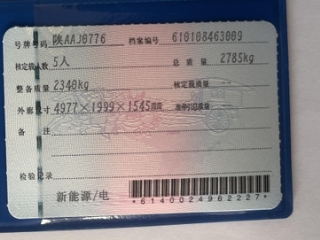 号牌号码 陕AAJ0776 档案编号 610108463009
核定载人数 5人 总质量 2785kg
整备质量 2340kg 核定载质量
外廓尺寸 4977×1999×1545 准牵引总质量
备注
检验记录
新能源/电
*6140024962227*